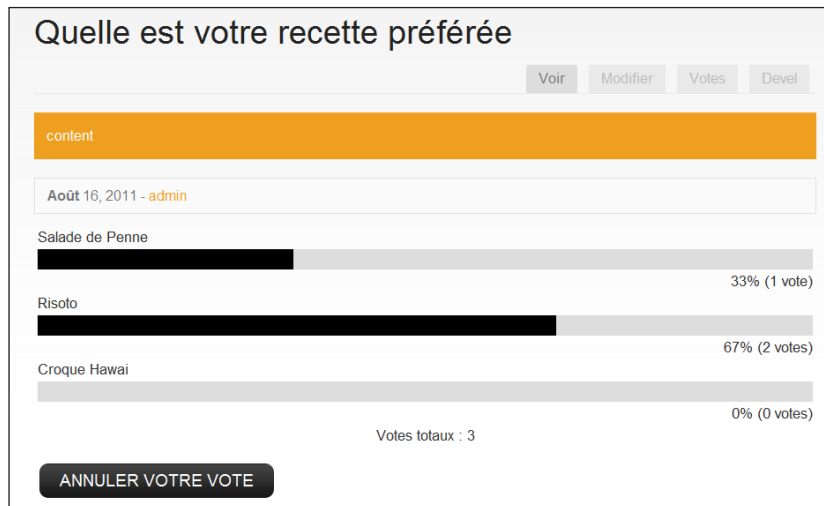 Quelle est votre recette préférée
Voir Modifier Votes Devel
content
Août 16, 2011 - admin
Salade de Penne
33% (1 vote)
Risoto
67% (2 votes)
Croque Hawai
0% (0 votes)
Votes totaux : 3
ANNULER VOTRE VOTE